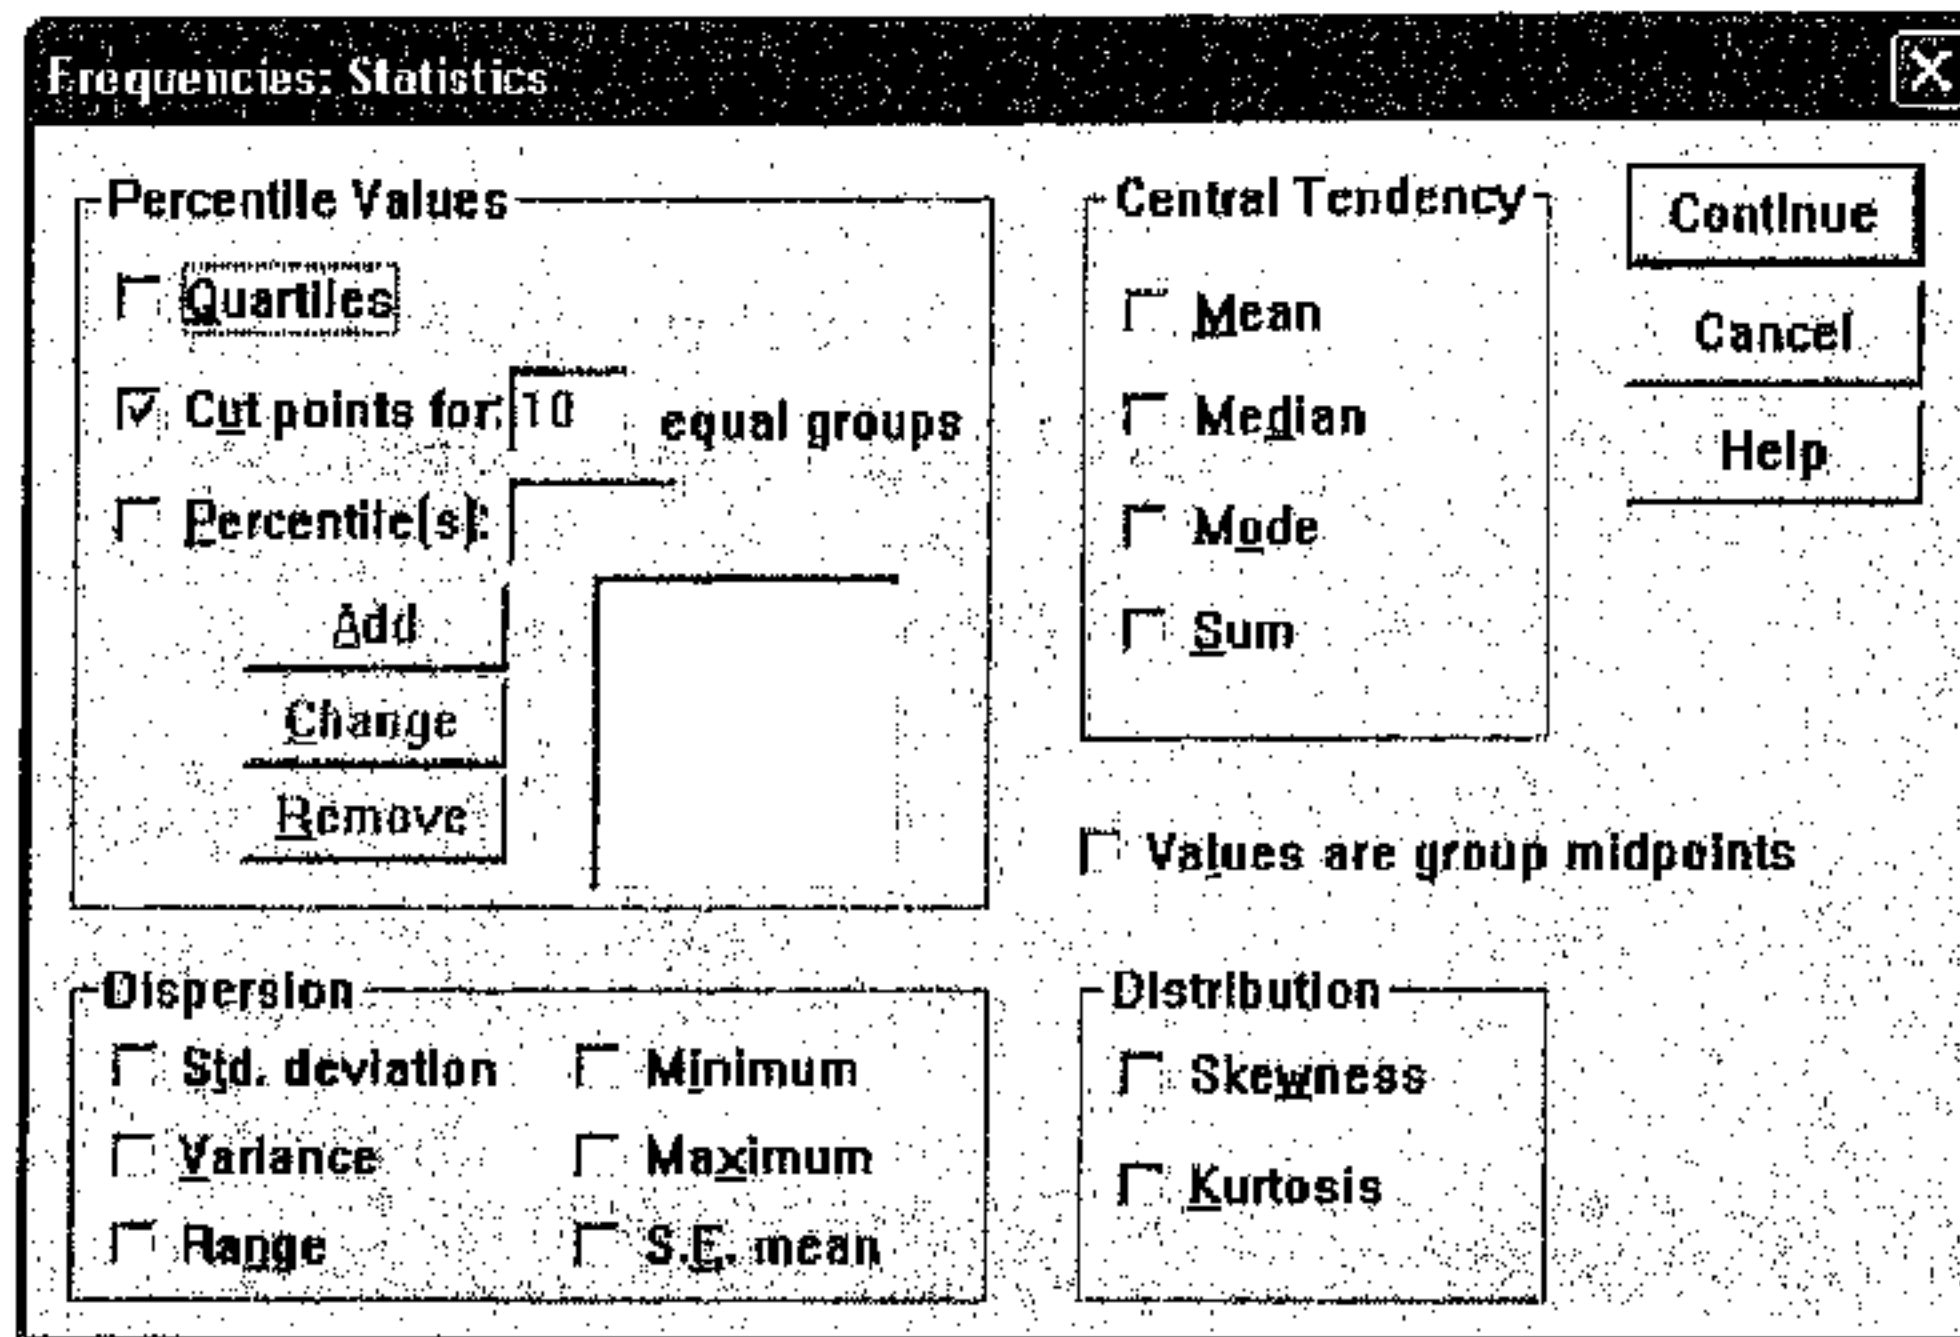 Frequencies: Statistics
Percentile Values
Quartiles
Cut points for: 10 equal groups
Percentile(s):
Add
Change
Remove
Central Tendency
Mean
Median
Mode
Sum
Continue
Cancel
Help
Values are group midpoints
Dispersion
Std. deviation
Minimum
Variance
Maximum
Range
S.E. mean
Distribution
Skewness
Kurtosis